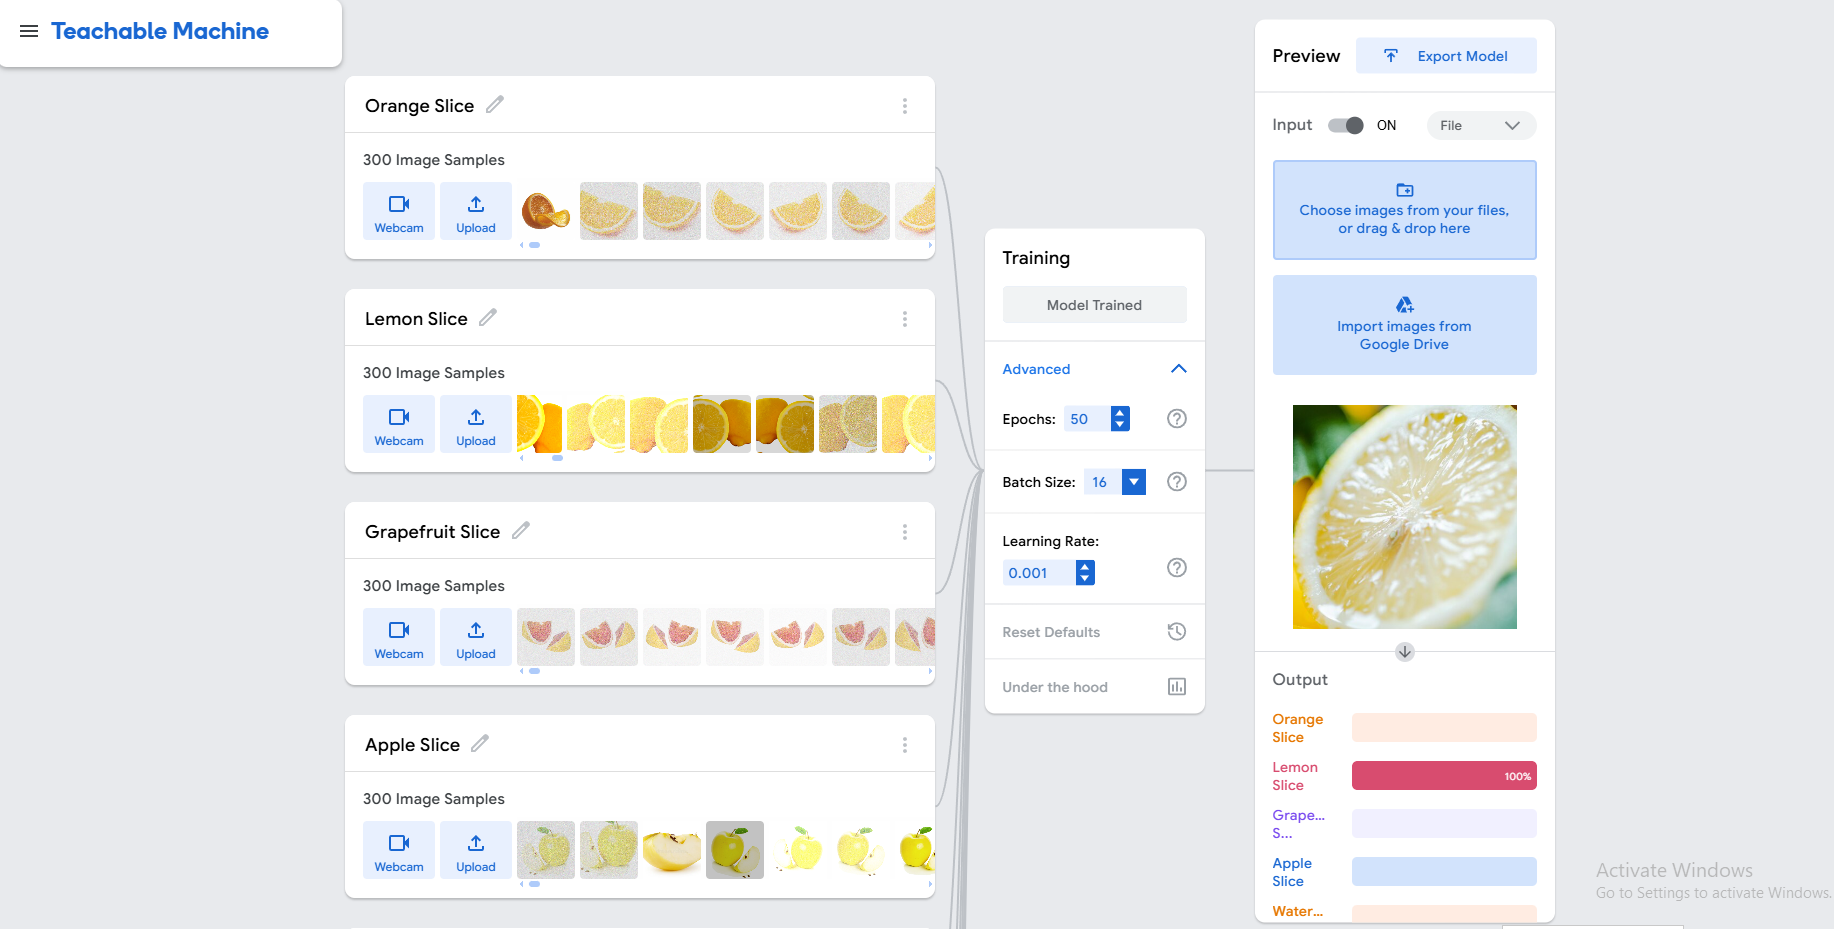 Teachable Machine
Orange Slice
300 Image Samples
Webcam
Upload
Lemon Slice
300 Image Samples
Webcam
Upload
Grapefruit Slice
300 Image Samples
Webcam
Upload
Apple Slice
300 Image Samples
Webcam
Upload
Training
Model Trained
Advanced
Epochs: 50
Batch Size: 16
Learning Rate:
0.001
Reset Defaults
Under the hood
Preview
Export Model
Input ON File
Choose images from your files,
or drag & drop here
Import images from
Google Drive
Output
Orange
Slice
Lemon
Slice
100%
Grape...
S...
Apple
Slice
Water...
Activate Windows
Go to Settings to activate Windows.